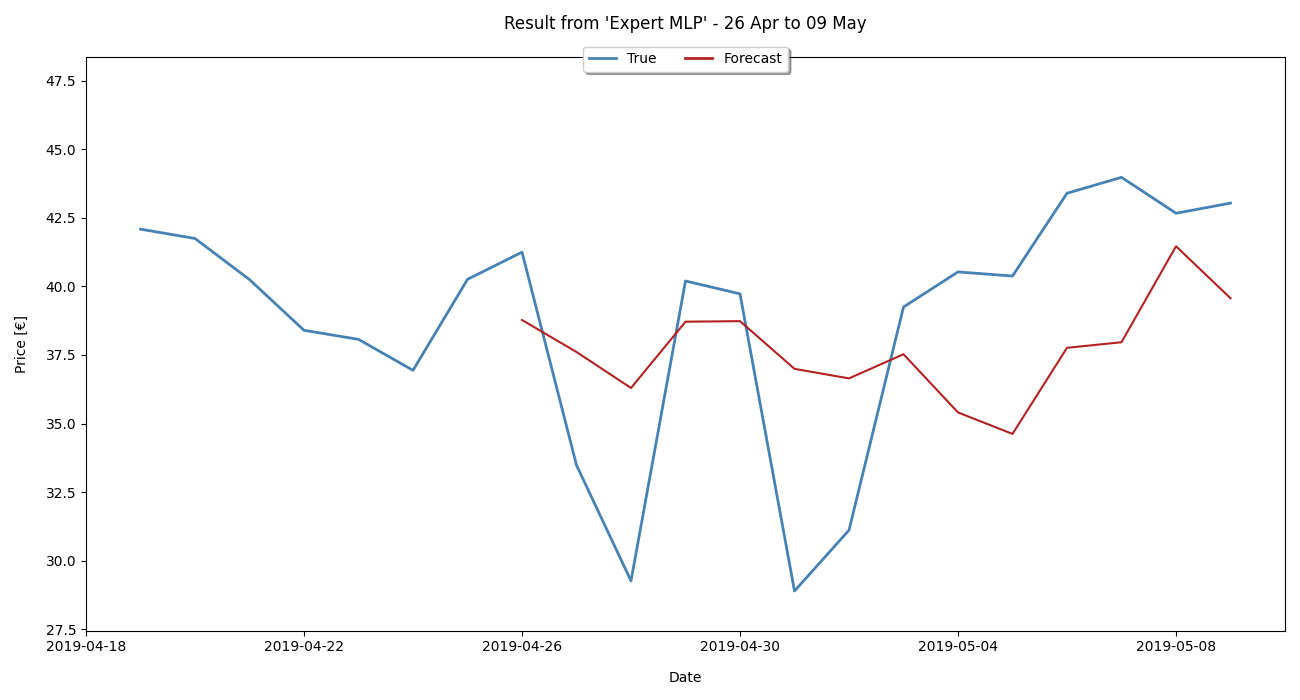 Result from 'Expert MLP' - 26 Apr to 09 May
True Forecast
47.5
45.0
42.5
40.0
37.5
35.0
32.5
30.0
27.5
Price [€]
2019-04-18 2019-04-22 2019-04-26 2019-04-30 2019-05-04 2019-05-08
Date